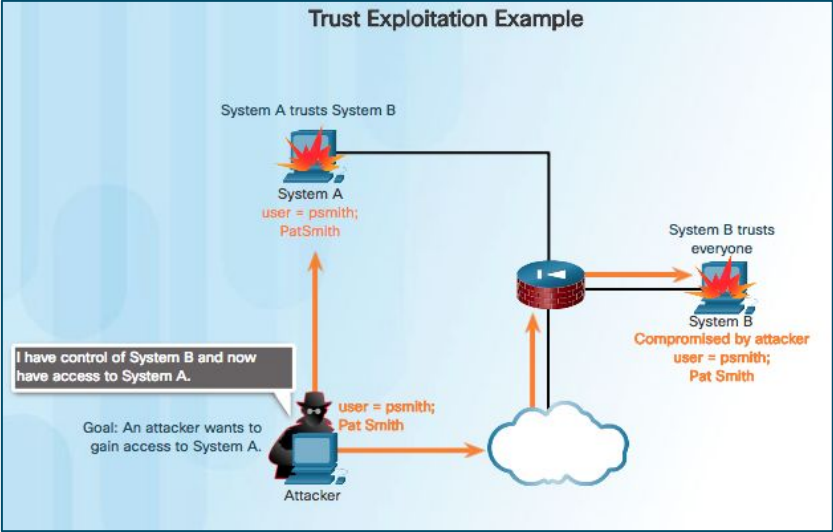 Trust Exploitation Example
System A trusts System B
System A
user = psmith;
PatSmith
System B trusts
everyone
System B
Compromised by attacker
user = psmith;
Pat Smith
I have control of System B and now
have access to System A.
user = psmith;
Pat Smith
Goal: An attacker wants to
gain access to System A.
Attacker